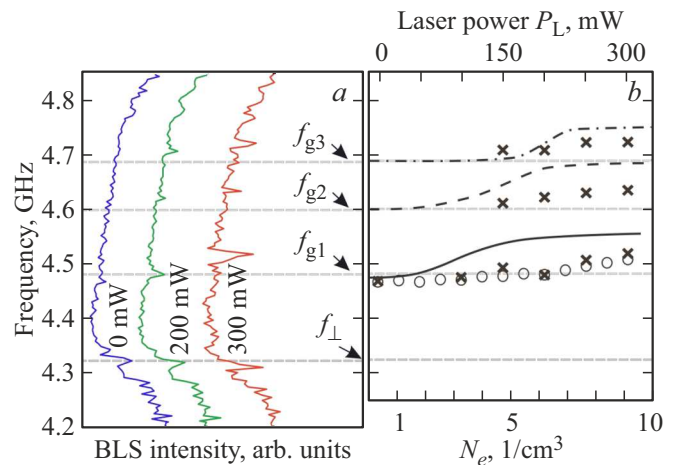 Laser power P_L, mW
0 150 300
a
b
4.8
4.7
4.6
4.5
4.4
4.3
4.2
Frequency, GHz
f_g3
f_g2
f_g1
f_⊥
0 mW
200 mW
300 mW
1 5 10
BLS intensity, arb. units
N_e, 1/cm³